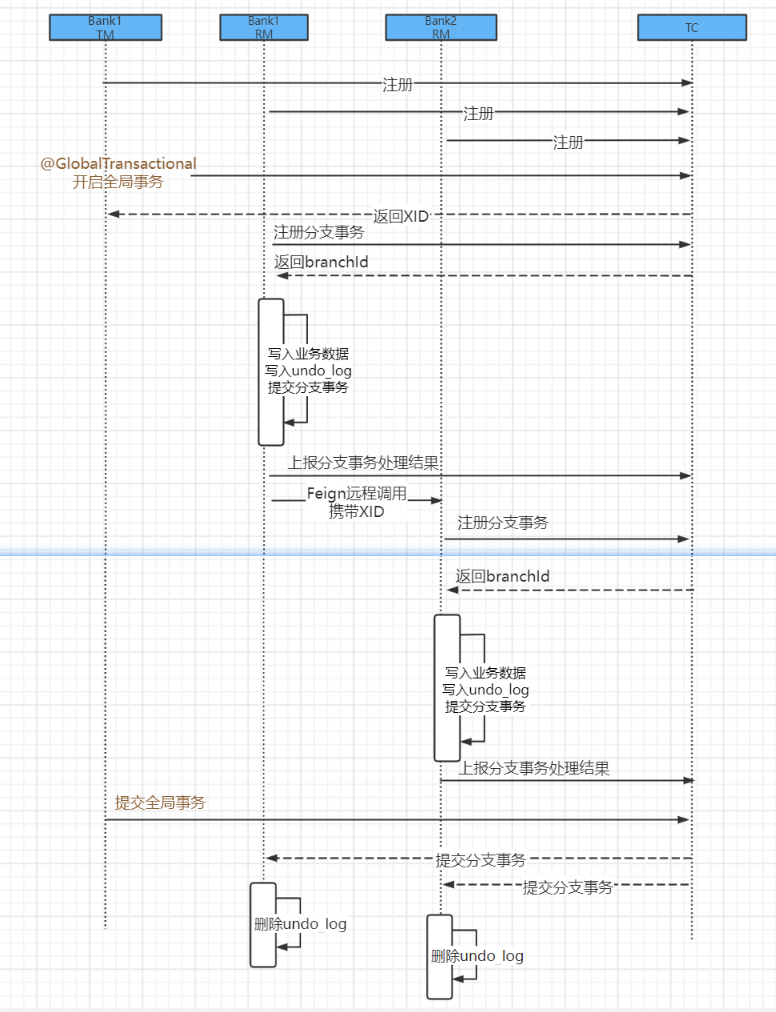 Bank1
TM
Bank1
RM
Bank2
RM
TC
注册
注册
注册
@GlobalTransactional
开启全局事务
返回XID
注册分支事务
返回branchId
写入业务数据
写入undo_log
提交分支事务
上报分支事务处理结果
Feign远程调用
携带XID
注册分支事务
返回branchId
写入业务数据
写入undo_log
提交分支事务
上报分支事务处理结果
提交全局事务
提交分支事务
提交分支事务
删除undo_log
删除undo_log